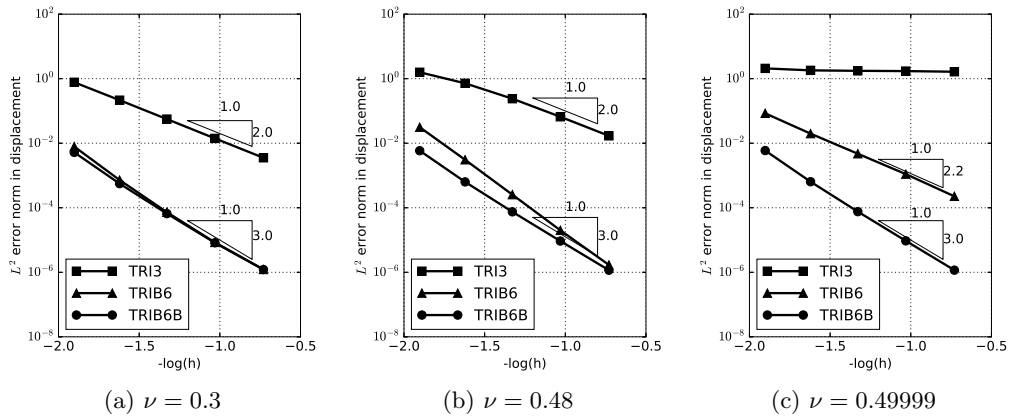 10^2
10^0
10^{-2}
10^{-4}
10^{-6}
10^{-8}
L^2 error norm in displacement
1.0
2.0
1.0
3.0
TRI3
TRIB6
TRIB6B
-2.0 -1.5 -1.0 -0.5
-log(h)
(a) ν = 0.3
10^2
10^0
10^{-2}
10^{-4}
10^{-6}
10^{-8}
L^2 error norm in displacement
1.0
2.0
1.0
3.0
TRI3
TRIB6
TRIB6B
-2.0 -1.5 -1.0 -0.5
-log(h)
(b) ν = 0.48
10^2
10^0
10^{-2}
10^{-4}
10^{-6}
10^{-8}
L^2 error norm in displacement
1.0
2.2
1.0
3.0
TRI3
TRIB6
TRIB6B
-2.0 -1.5 -1.0 -0.5
-log(h)
(c) ν = 0.49999